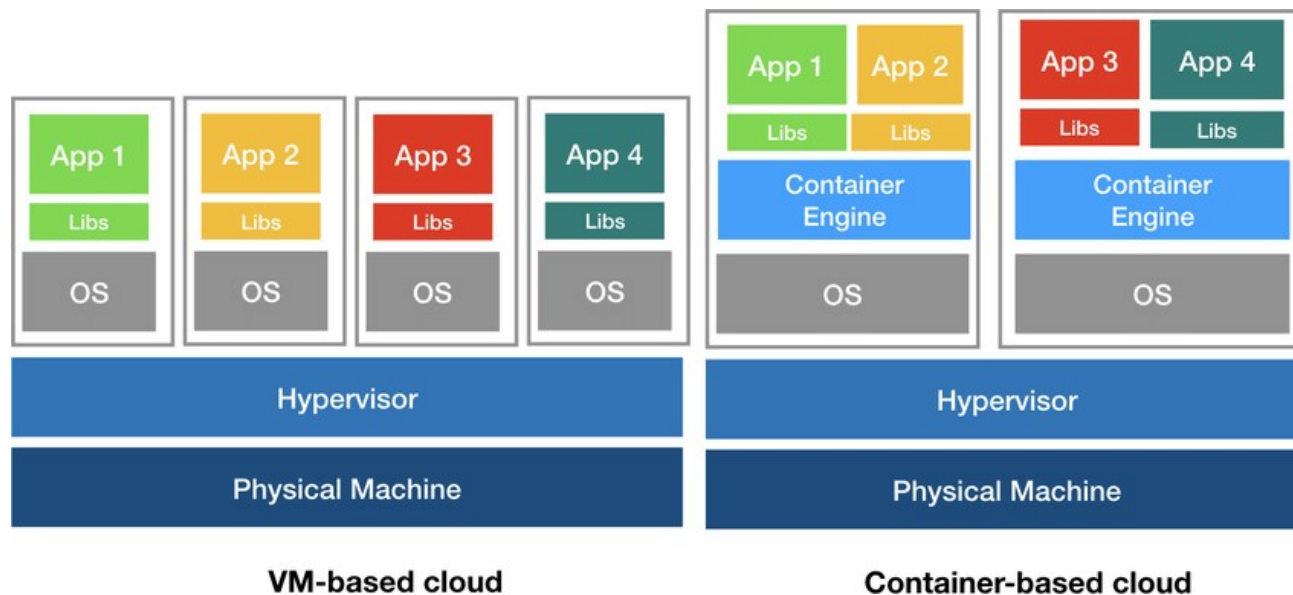 App 1
Libs
OS
App 2
Libs
OS
App 3
Libs
OS
App 4
Libs
OS
Hypervisor
Physical Machine
VM-based cloud
App 1
App 2
Libs
Libs
Container
Engine
OS
App 3
App 4
Libs
Libs
Container
Engine
OS
Hypervisor
Physical Machine
Container-based cloud